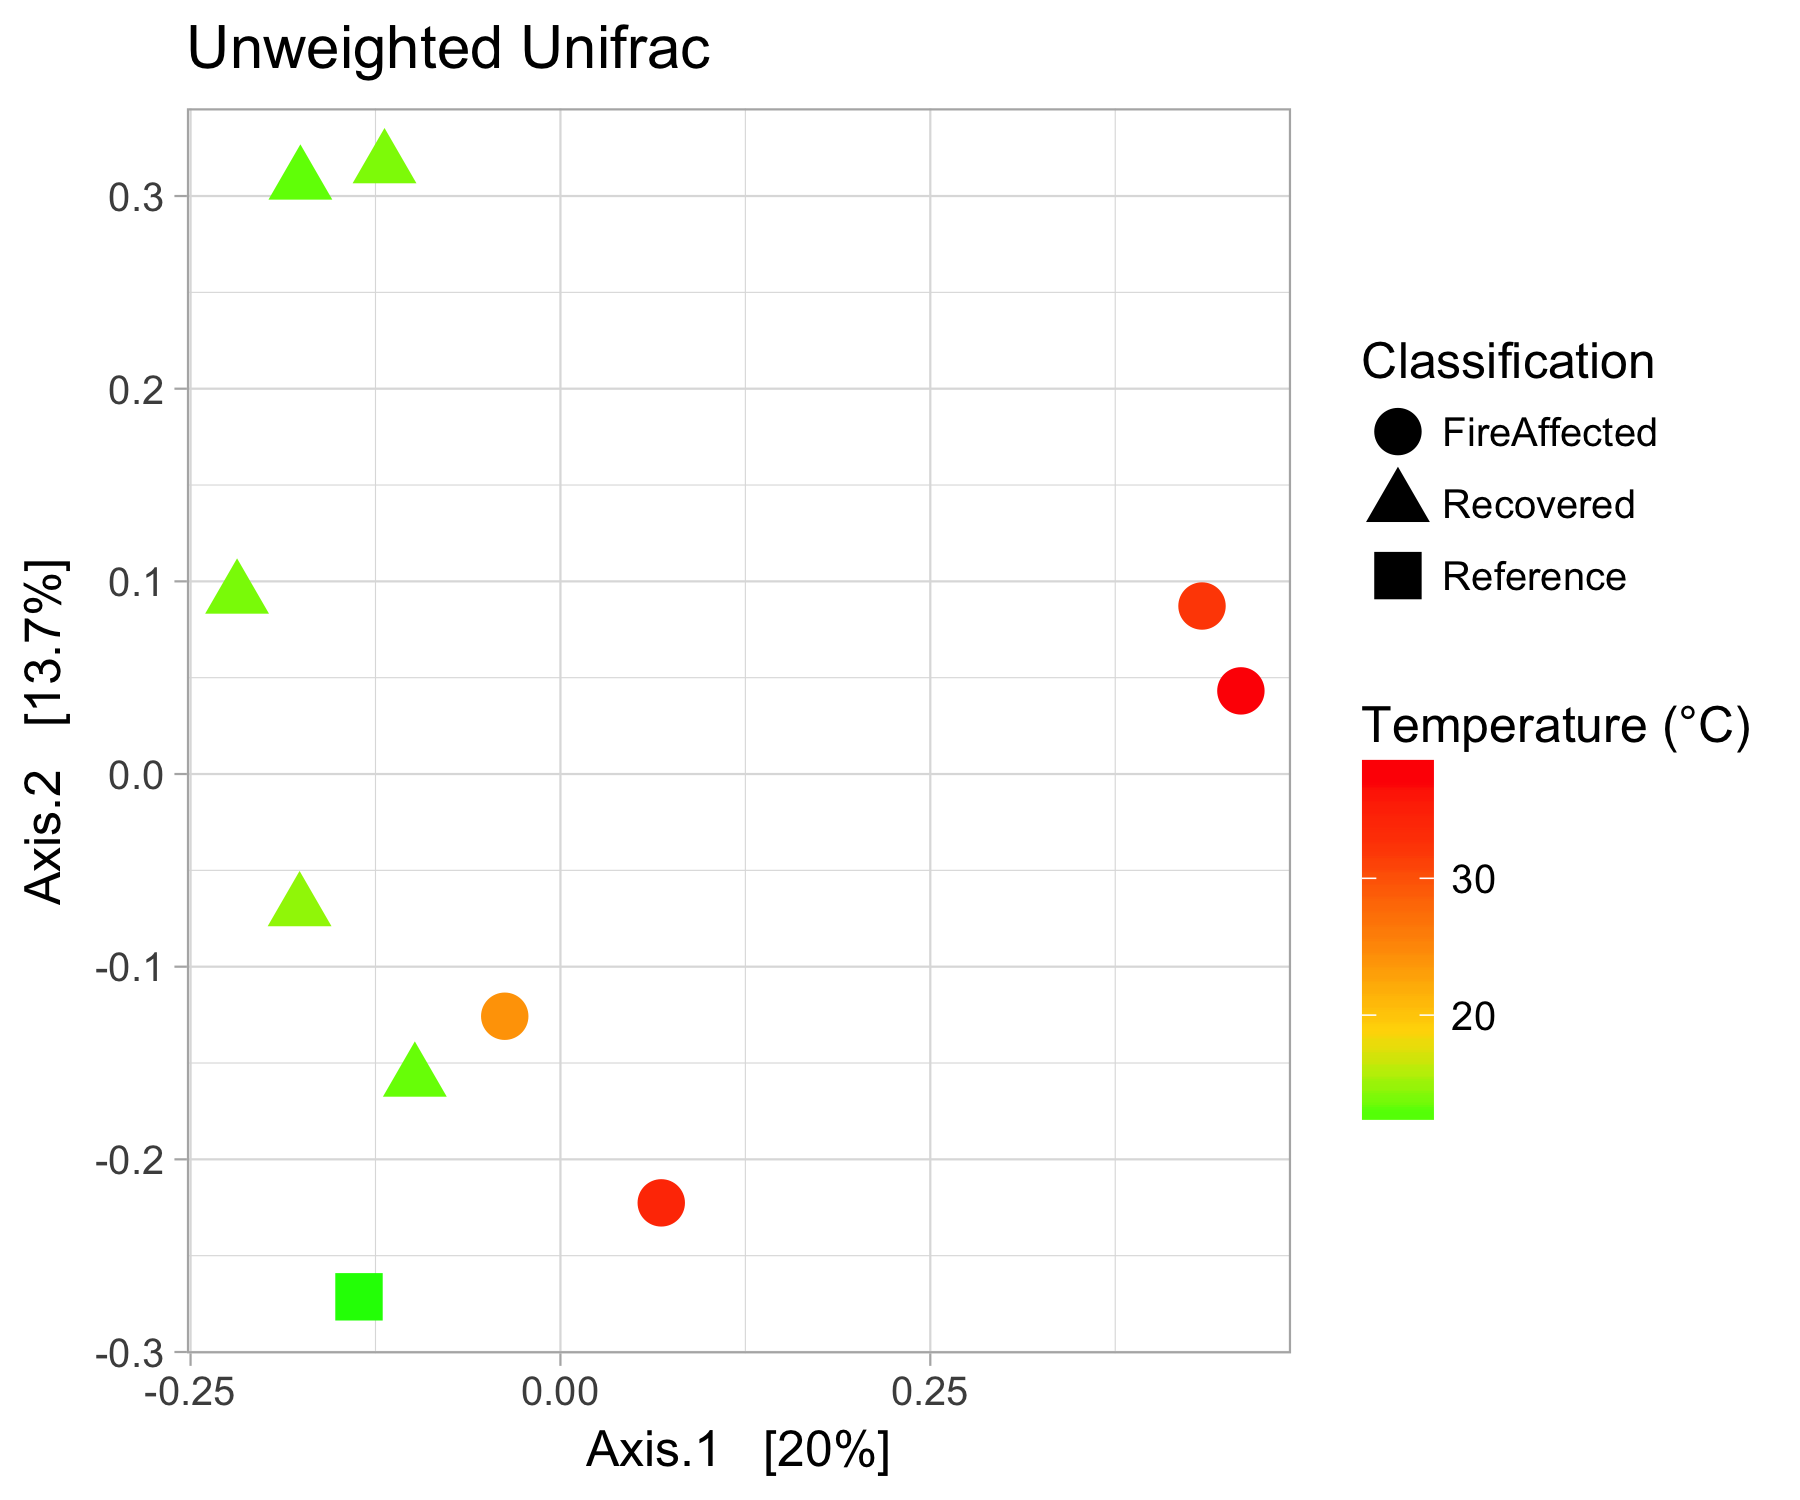 Unweighted Unifrac
0.3
0.2
0.1
0.0
-0.1
-0.2
-0.3
Axis.2 [13.7%]
-0.25 0.00 0.25
Axis.1 [20%]
Classification
FireAffected
Recovered
Reference
Temperature (°C)
30
20